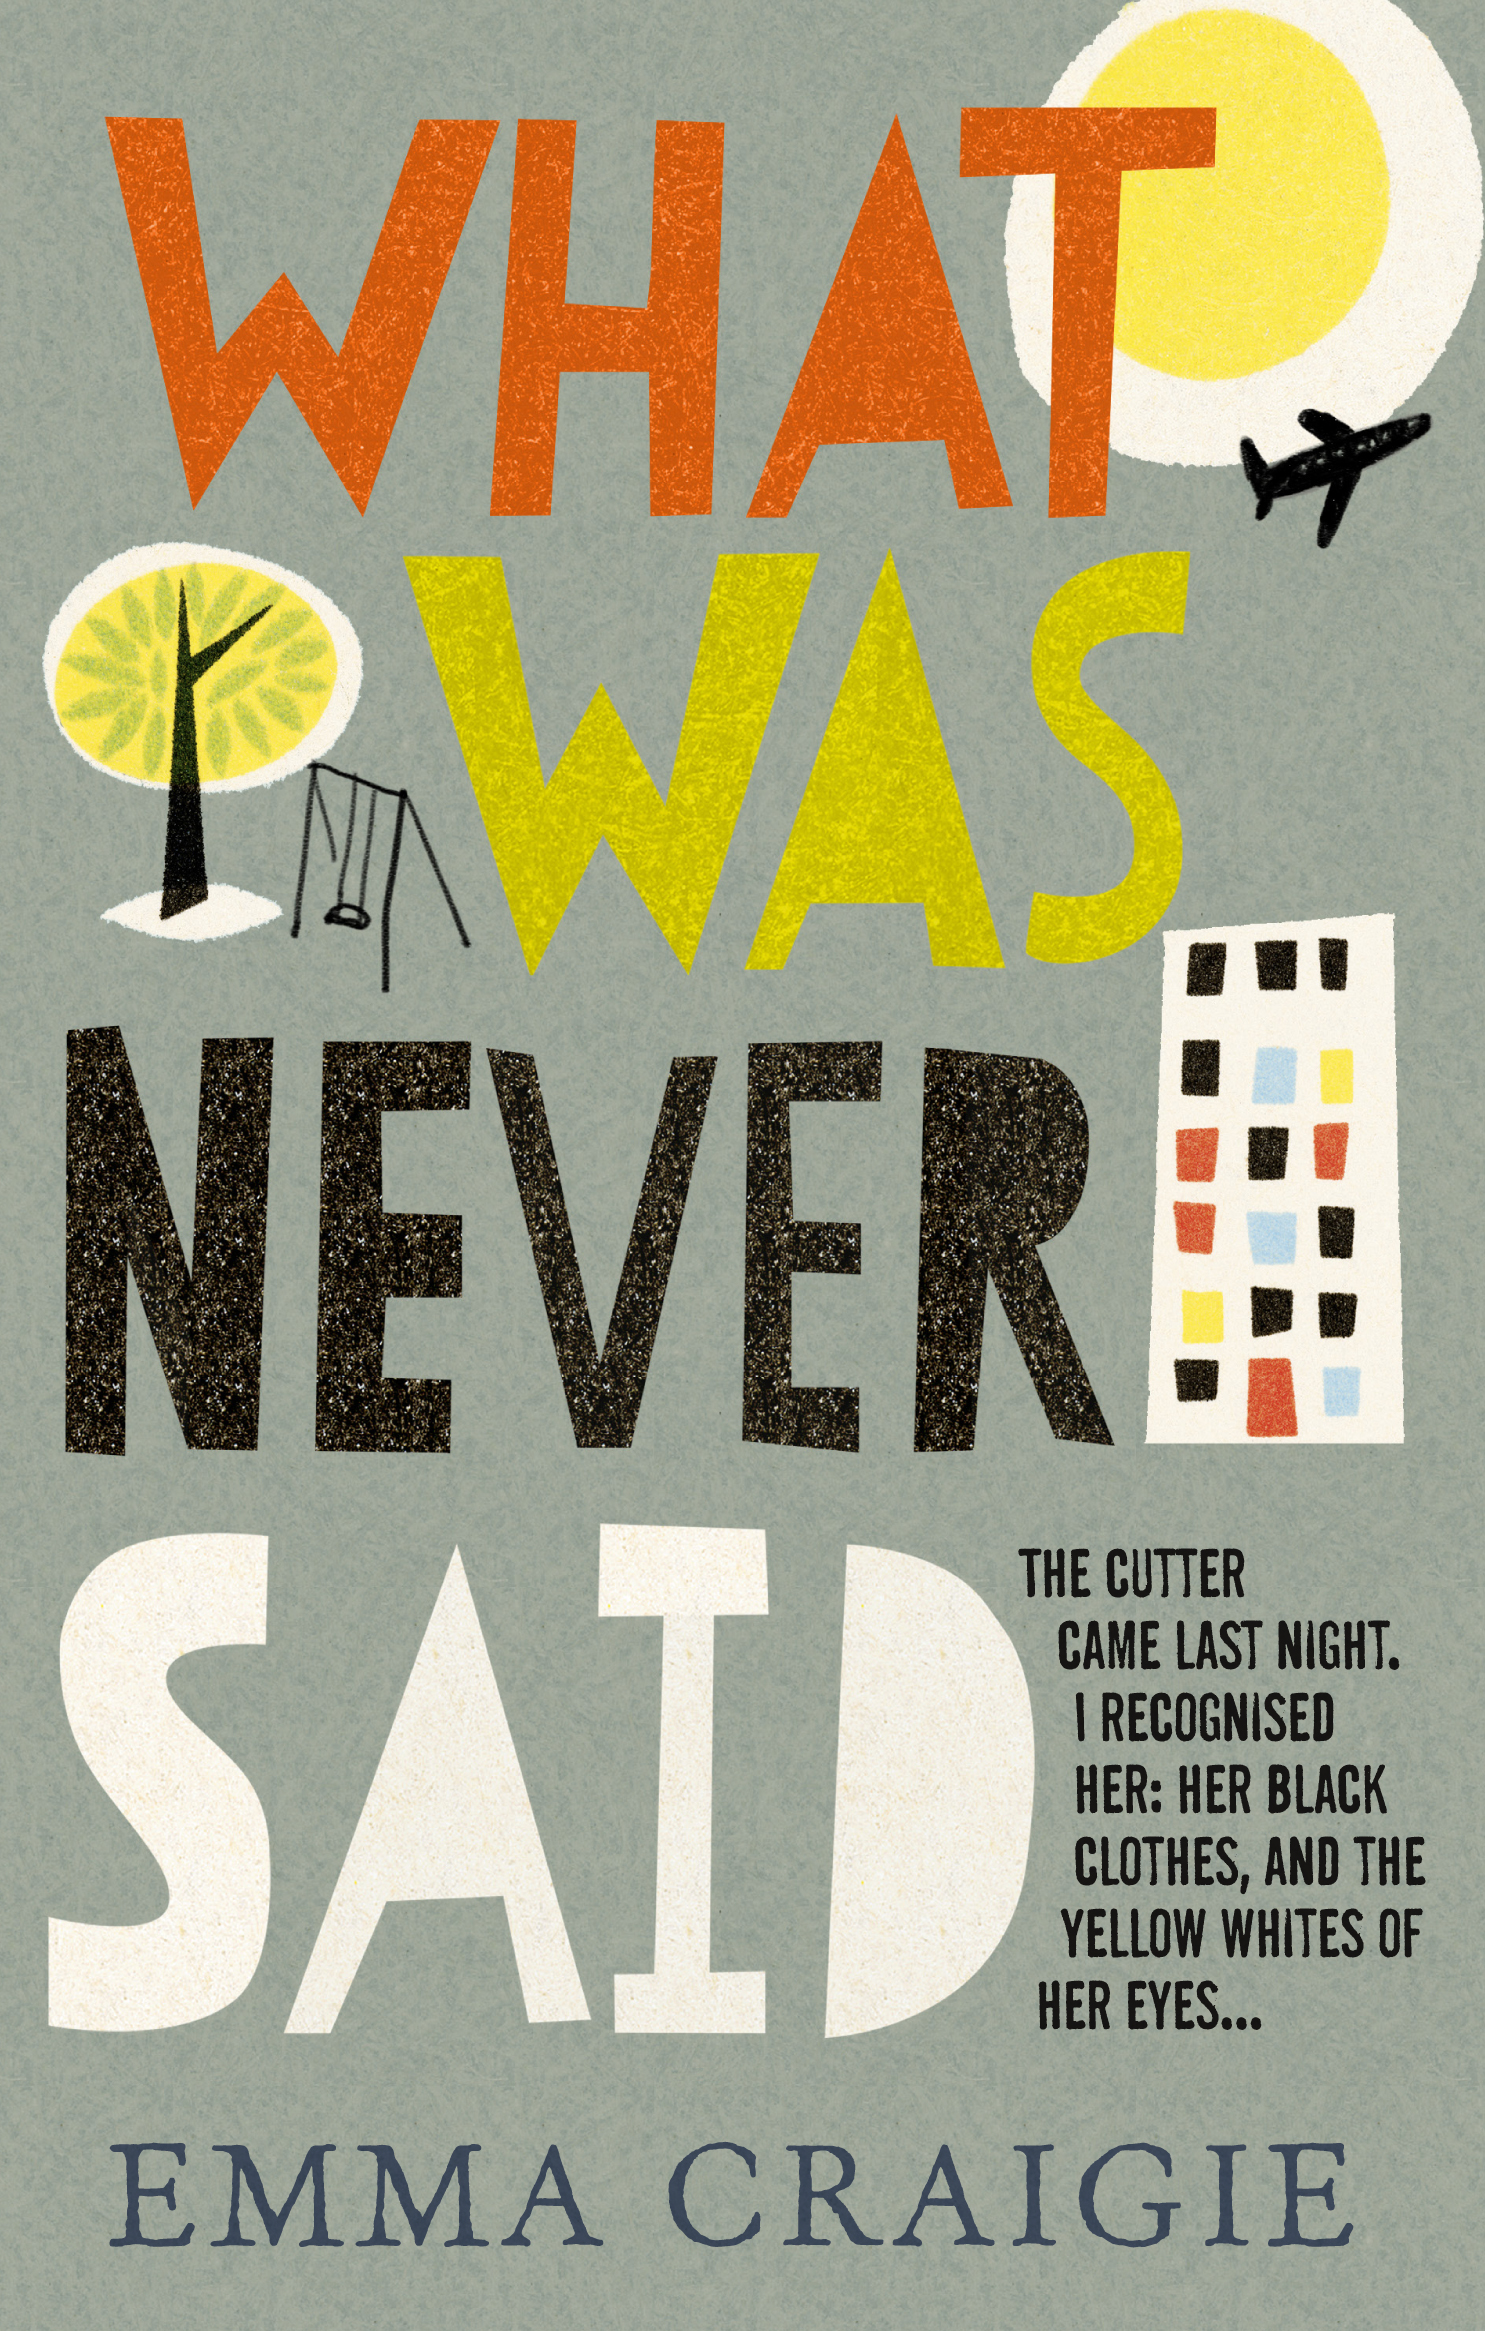 WHAT
WAS
NEVER
SAID
THE CUTTER
CAME LAST NIGHT.
I RECOGNISED
HER: HER BLACK
CLOTHES, AND THE
YELLOW WHITES OF
HER EYES...
EMMA CRAIGIE